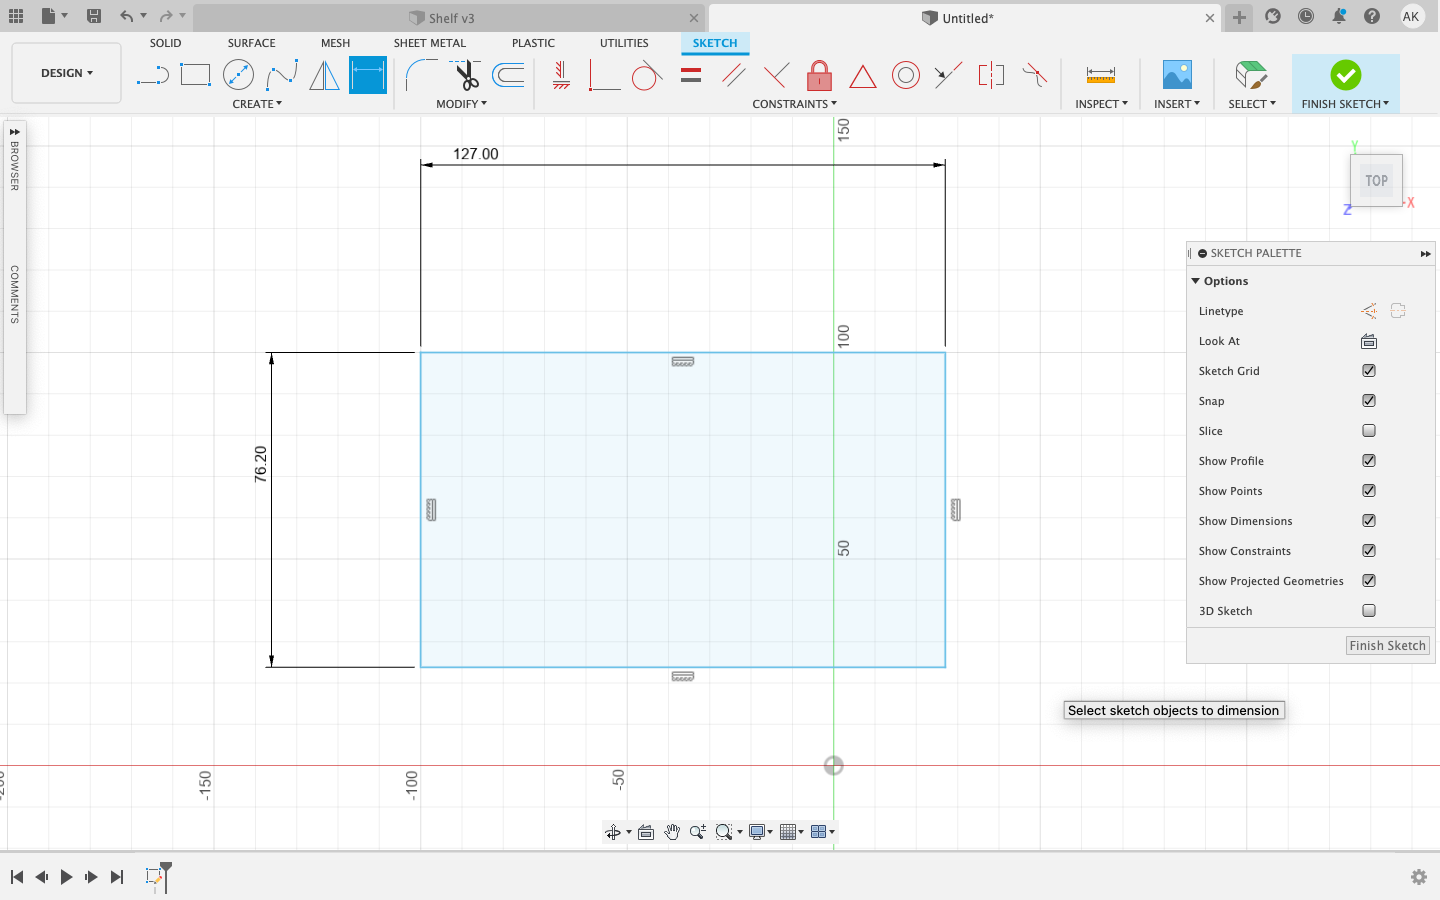 Shelf v3
Untitled*
AK
DESIGN
SOLID
SURFACE
MESH
SHEET METAL
PLASTIC
UTILITIES
SKETCH
CREATE
MODIFY
CONSTRAINTS
INSPECT
INSERT
SELECT
FINISH SKETCH
BROWSER
COMMENTS
127.00
76.20
150
100
50
-150
-100
-50
Y
TOP
Z
X
SKETCH PALETTE
Options
Linetype
Look At
Sketch Grid
Snap
Slice
Show Profile
Show Points
Show Dimensions
Show Constraints
Show Projected Geometries
3D Sketch
Finish Sketch
Select sketch objects to dimension